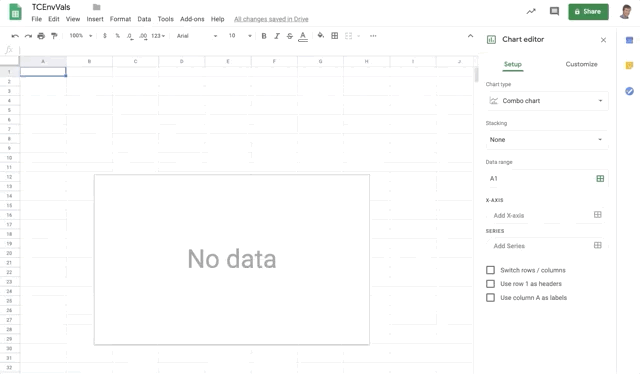 TCEnvVals
File Edit View Insert Format Data Tools Add-ons Help All changes saved in Drive
Share
100% $ % .0 .00 123 Arial 10 B I S A
fx
A B C D E F G H I J
1
2
3
4
5
6
7
8
9
10
11
12
13
14
15
16
17
18
19
20
21
22
23
24
25
26
27
28
29
30
31
32
No data
Chart editor
Setup Customize
Chart type
Combo chart
Stacking
None
Data range
A1
X-AXIS
Add X-axis
SERIES
Add Series
Switch rows / columns
Use row 1 as headers
Use column A as labels